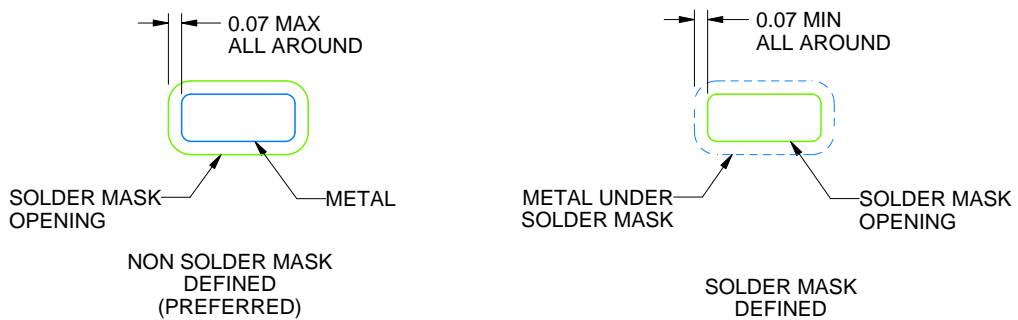 0.07 MAX
ALL AROUND
SOLDER MASK
OPENING
METAL
NON SOLDER MASK
DEFINED
(PREFERRED)
0.07 MIN
ALL AROUND
METAL UNDER
SOLDER MASK
SOLDER MASK
OPENING
SOLDER MASK
DEFINED